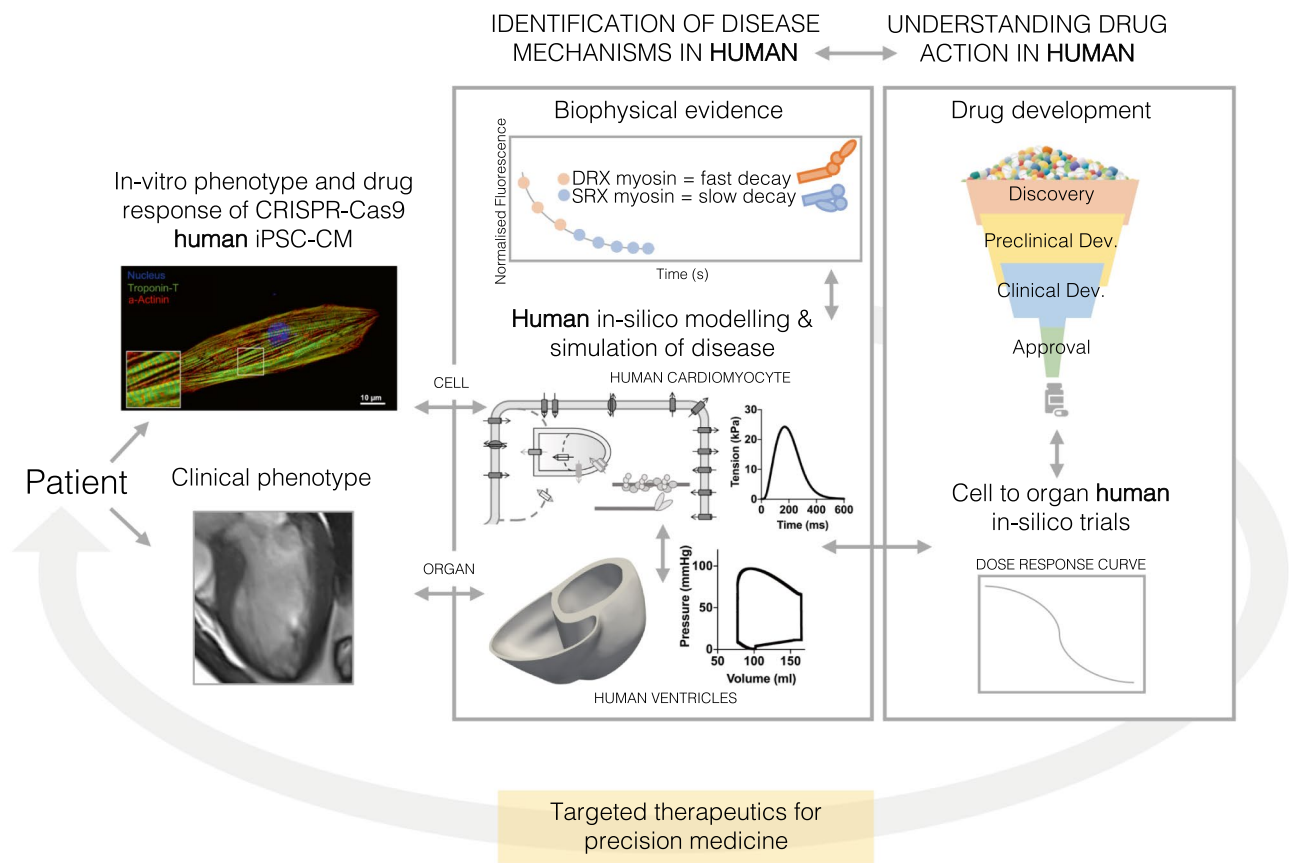 IDENTIFICATION OF DISEASE
MECHANISMS IN HUMAN
UNDERSTANDING DRUG
ACTION IN HUMAN
In-vitro phenotype and drug
response of CRISPR-Cas9
human iPSC-CM
Nucleus
Troponin-T
a-Actinin
10 µm
Patient
Clinical phenotype
CELL
ORGAN
Biophysical evidence
Normalised Fluorescence
DRX myosin = fast decay
SRX myosin = slow decay
Time (s)
Human in-silico modelling &
simulation of disease
HUMAN CARDIOMYOCYTE
Tension (kPa)
30
20
10
0
0 200 400 600
Time (ms)
Pressure (mmHg)
100
50
0
50 100 150
Volume (ml)
HUMAN VENTRICLES
Drug development
Discovery
Preclinical Dev.
Clinical Dev.
Approval
Cell to organ human
in-silico trials
DOSE RESPONSE CURVE
Targeted therapeutics for
precision medicine